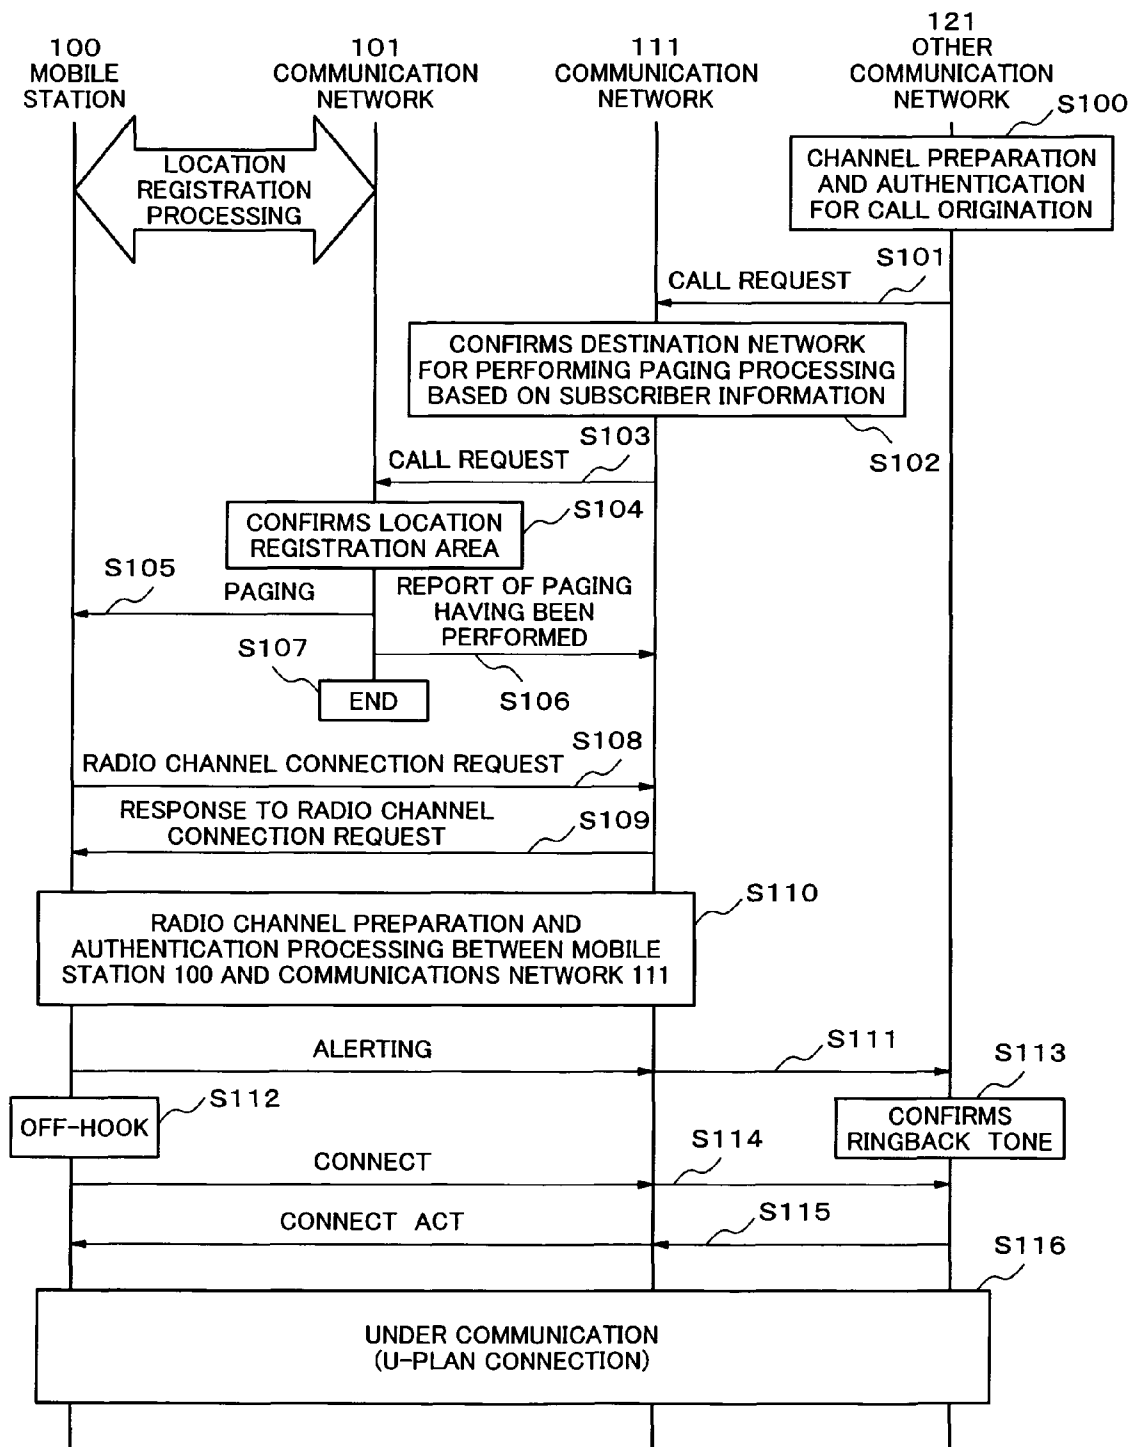 100
MOBILE
STATION
101
COMMUNICATION
NETWORK
111
COMMUNICATION
NETWORK
121
OTHER
COMMUNICATION
NETWORK
S100
LOCATION
REGISTRATION
PROCESSING
CHANNEL PREPARATION
AND AUTHENTICATION
FOR CALL ORIGINATION
S101
CALL REQUEST
CONFIRMS DESTINATION NETWORK
FOR PERFORMING PAGING PROCESSING
BASED ON SUBSCRIBER INFORMATION
S102
S103
CALL REQUEST
S104
CONFIRMS LOCATION
REGISTRATION AREA
S105
PAGING
REPORT OF PAGING
HAVING BEEN
PERFORMED
S106
S107
END
S108
RADIO CHANNEL CONNECTION REQUEST
RESPONSE TO RADIO CHANNEL
CONNECTION REQUEST
S109
S110
RADIO CHANNEL PREPARATION AND
AUTHENTICATION PROCESSING BETWEEN MOBILE
STATION 100 AND COMMUNICATIONS NETWORK 111
ALERTING
S111
S112
OFF-HOOK
S113
CONFIRMS
RINGBACK TONE
CONNECT
S114
CONNECT ACT
S115
S116
UNDER COMMUNICATION
(U-PLAN CONNECTION)